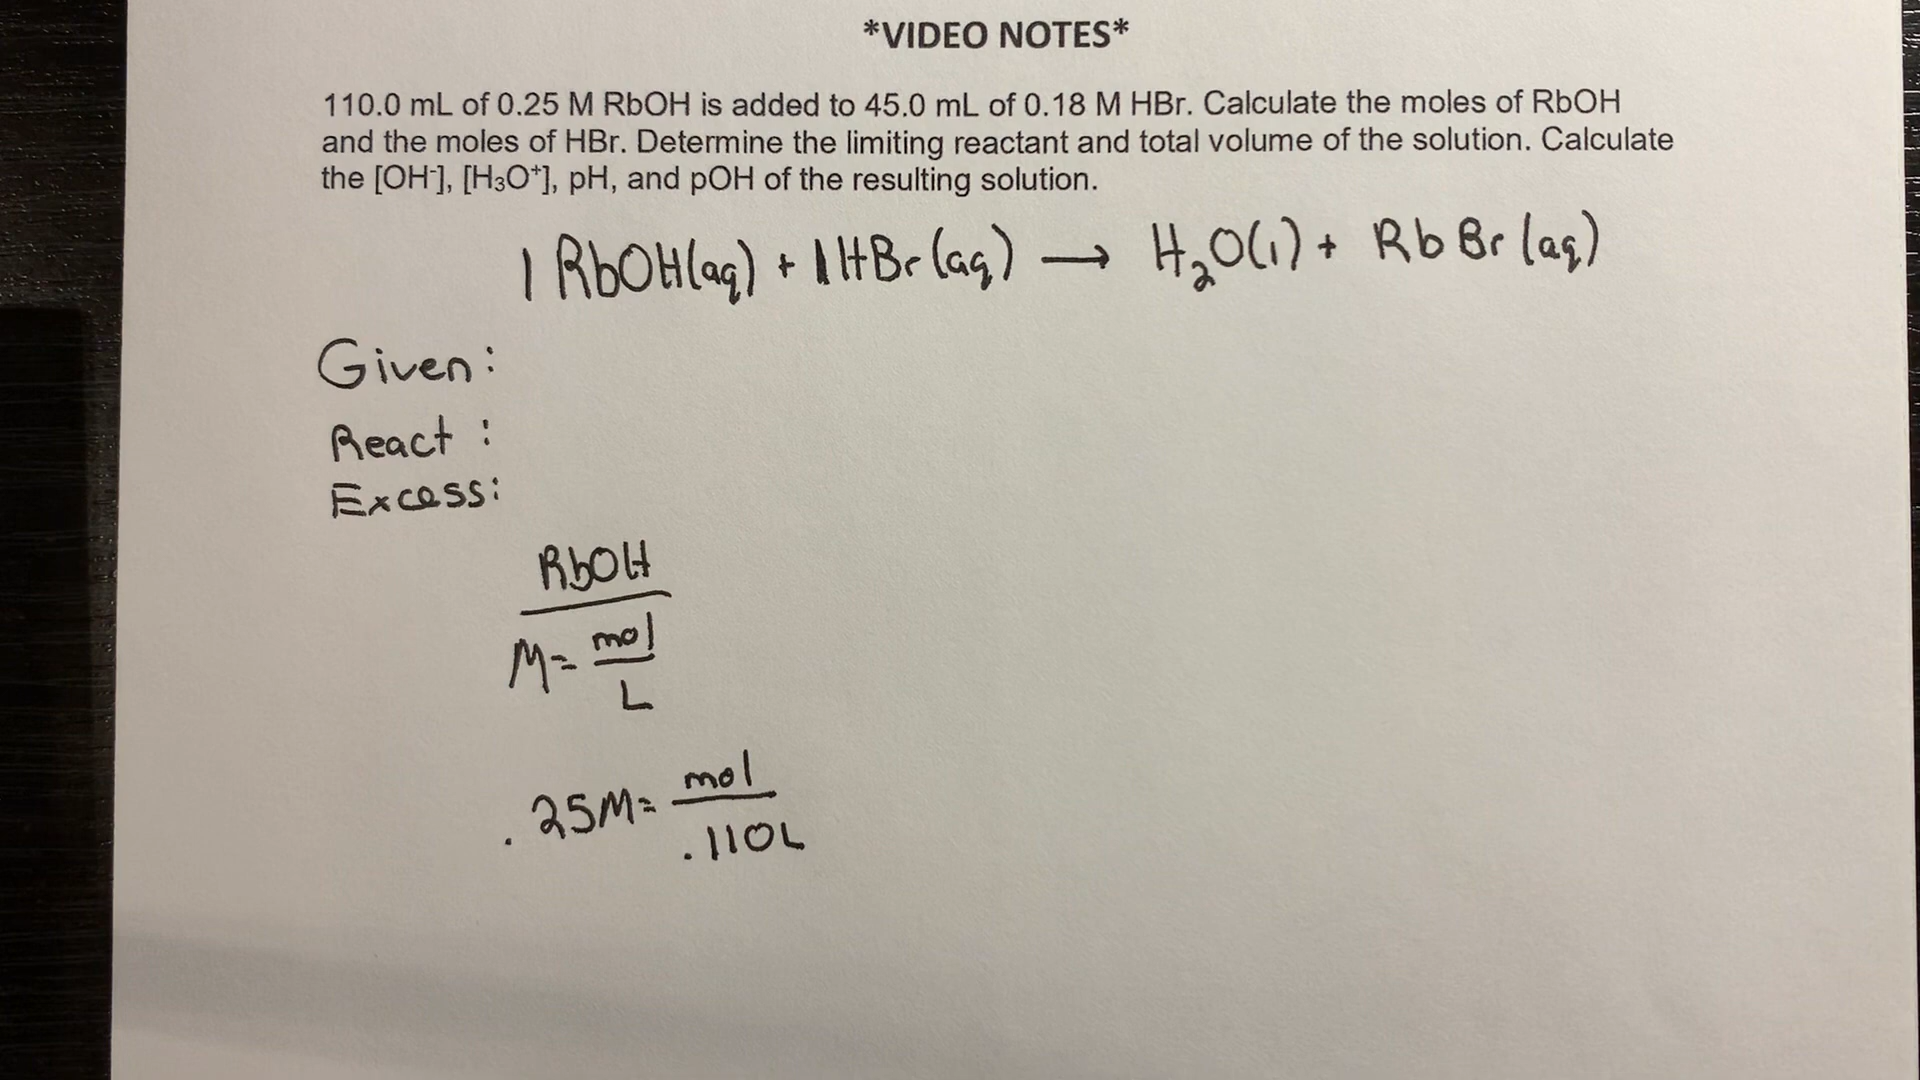 *VIDEO NOTES*
110.0 mL of 0.25 M RbOH is added to 45.0 mL of 0.18 M HBr. Calculate the moles of RbOH
and the moles of HBr. Determine the limiting reactant and total volume of the solution. Calculate
the [OH⁻], [H₃O⁺], pH, and pOH of the resulting solution.
1 RbOH(aq) + 1 HBr(aq) → H₂O(l) + RbBr(aq)
Given:
React:
Excess:
RbOH
M = mol
L
.25M = mol
.110L